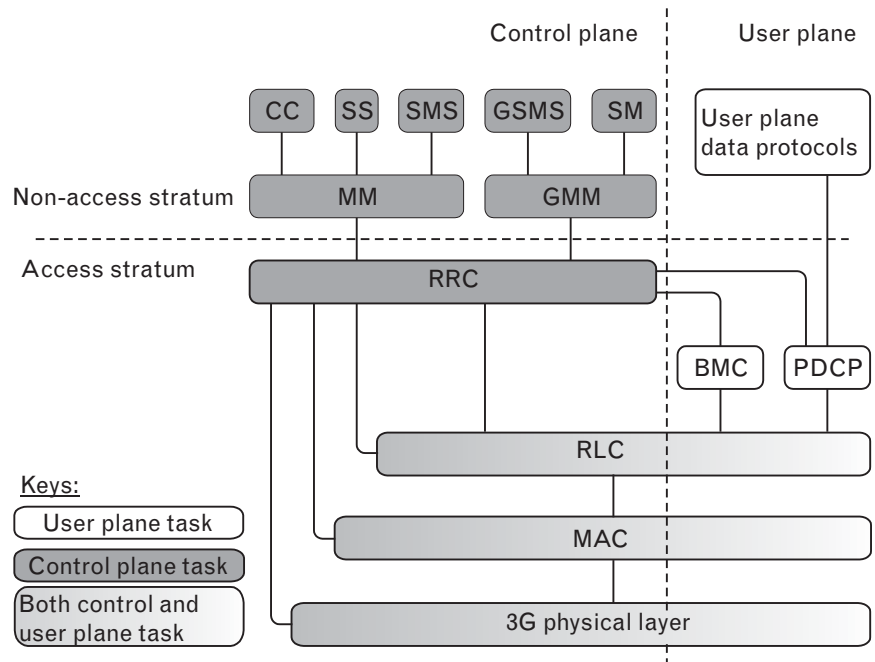 Control plane
User plane
CC
SS
SMS
GSMS
SM
User plane
data protocols
Non-access stratum
MM
GMM
Access stratum
RRC
BMC
PDCP
RLC
Keys:
User plane task
MAC
Control plane task
Both control and
user plane task
3G physical layer